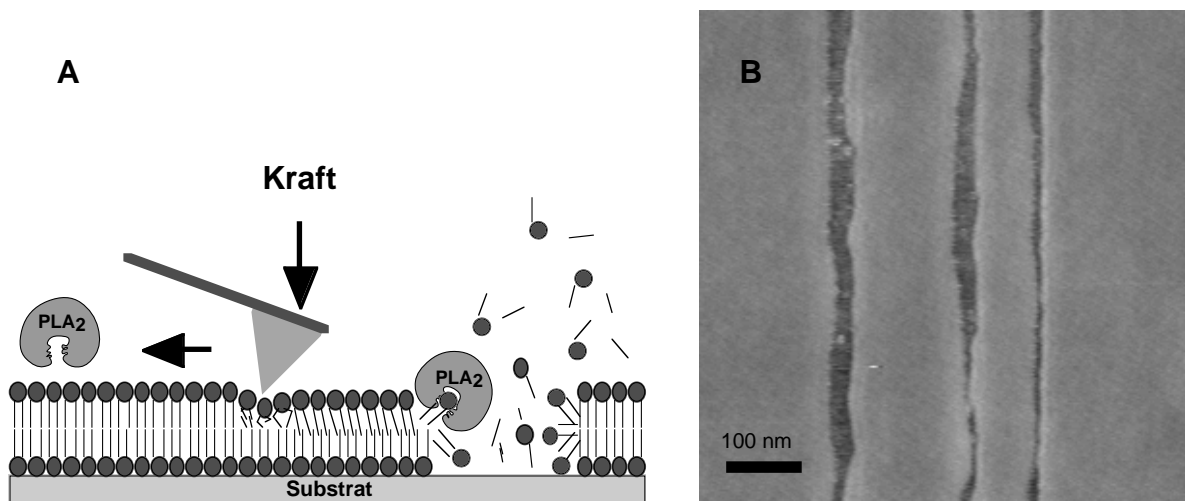 A
Kraft
PLA2
PLA2
Substrat
B
100 nm